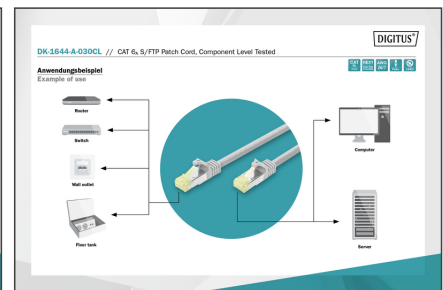 DIGITUS®
DK-1644-A-030CL // CAT 6A S/FTP Patch Cord, Component Level Tested
Anwendungsbeispiel
Example of use
Router
Switch
Wall outlet
Floor tank
Computer
Server